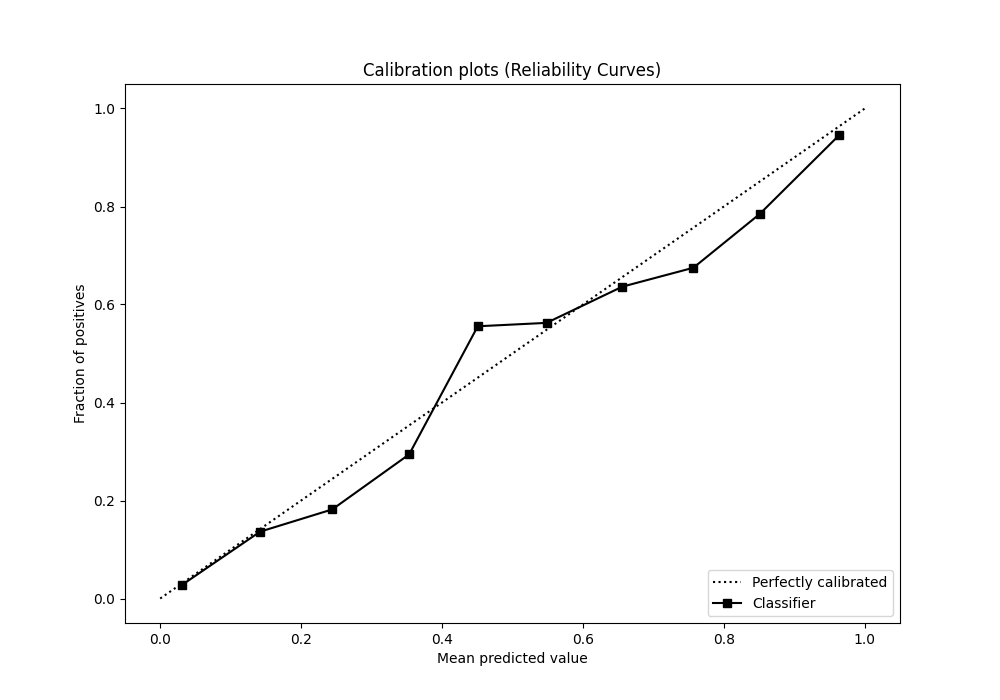 Calibration plots (Reliability Curves)
1.0
0.8
0.6
0.4
0.2
0.0
Fraction of positives
0.0 0.2 0.4 0.6 0.8 1.0
Mean predicted value
Perfectly calibrated
Classifier